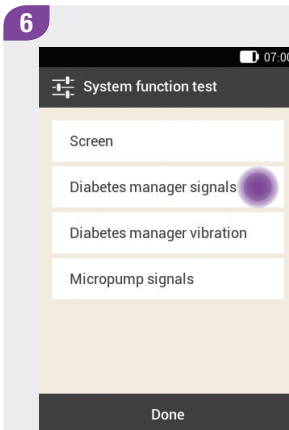 6
07:00
System function test
Screen
Diabetes manager signals
Diabetes manager vibration
Micropump signals
Done